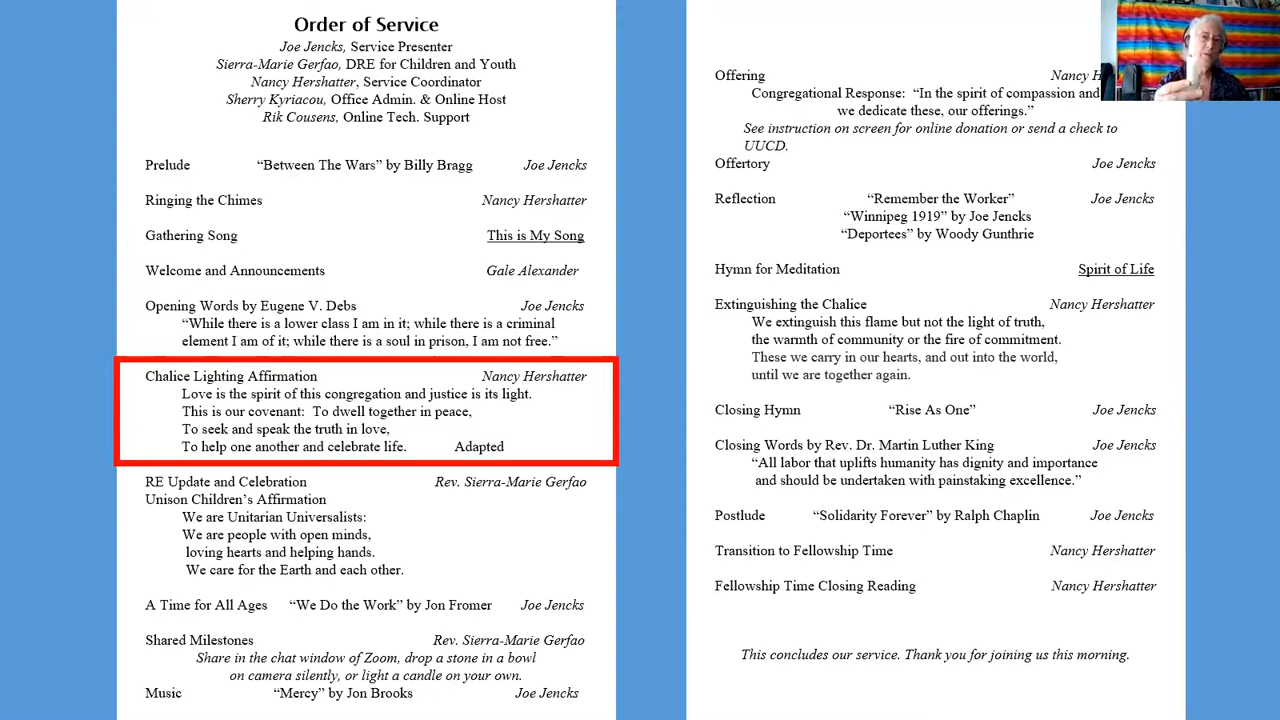 Order of Service
Joe Jencks, Service Presenter
Sierra-Marie Gerfao, DRE for Children and Youth
Nancy Hershatter, Service Coordinator
Sherry Kyriacou, Office Admin. & Online Host
Rik Cousens, Online Tech. Support
Prelude “Between The Wars” by Billy Bragg Joe Jencks
Ringing the Chimes Nancy Hershatter
Gathering Song This is My Song
Welcome and Announcements Gale Alexander
Opening Words by Eugene V. Debs Joe Jencks
“While there is a lower class I am in it; while there is a criminal
element I am of it; while there is a soul in prison, I am not free.”
Chalice Lighting Affirmation Nancy Hershatter
Love is the spirit of this congregation and justice is its light.
This is our covenant: To dwell together in peace,
To seek and speak the truth in love,
To help one another and celebrate life. Adapted
RE Update and Celebration Rev. Sierra-Marie Gerfao
Unison Children’s Affirmation
We are Unitarian Universalists:
We are people with open minds,
loving hearts and helping hands.
We care for the Earth and each other.
A Time for All Ages “We Do the Work” by Jon Fromer Joe Jencks
Shared Milestones Rev. Sierra-Marie Gerfao
Share in the chat window of Zoom, drop a stone in a bowl
on camera silently, or light a candle on your own.
Music “Mercy” by Jon Brooks Joe Jencks
Offering Nancy
Congregational Response: “In the spirit of compassion and
we dedicate these, our offerings.”
See instruction on screen for online donation or send a check to
UUCD.
Offertory Joe Jencks
Reflection “Remember the Worker” Joe Jencks
“Winnipeg 1919” by Joe Jencks
“Deportees” by Woody Gunthrie
Hymn for Meditation Spirit of Life
Extinguishing the Chalice Nancy Hershatter
We extinguish this flame but not the light of truth,
the warmth of community or the fire of commitment.
These we carry in our hearts, and out into the world,
until we are together again.
Closing Hymn “Rise As One” Joe Jencks
Closing Words by Rev. Dr. Martin Luther King Joe Jencks
“All labor that uplifts humanity has dignity and importance
and should be undertaken with painstaking excellence.”
Postlude “Solidarity Forever” by Ralph Chaplin Joe Jencks
Transition to Fellowship Time Nancy Hershatter
Fellowship Time Closing Reading Nancy Hershatter
This concludes our service. Thank you for joining us this morning.